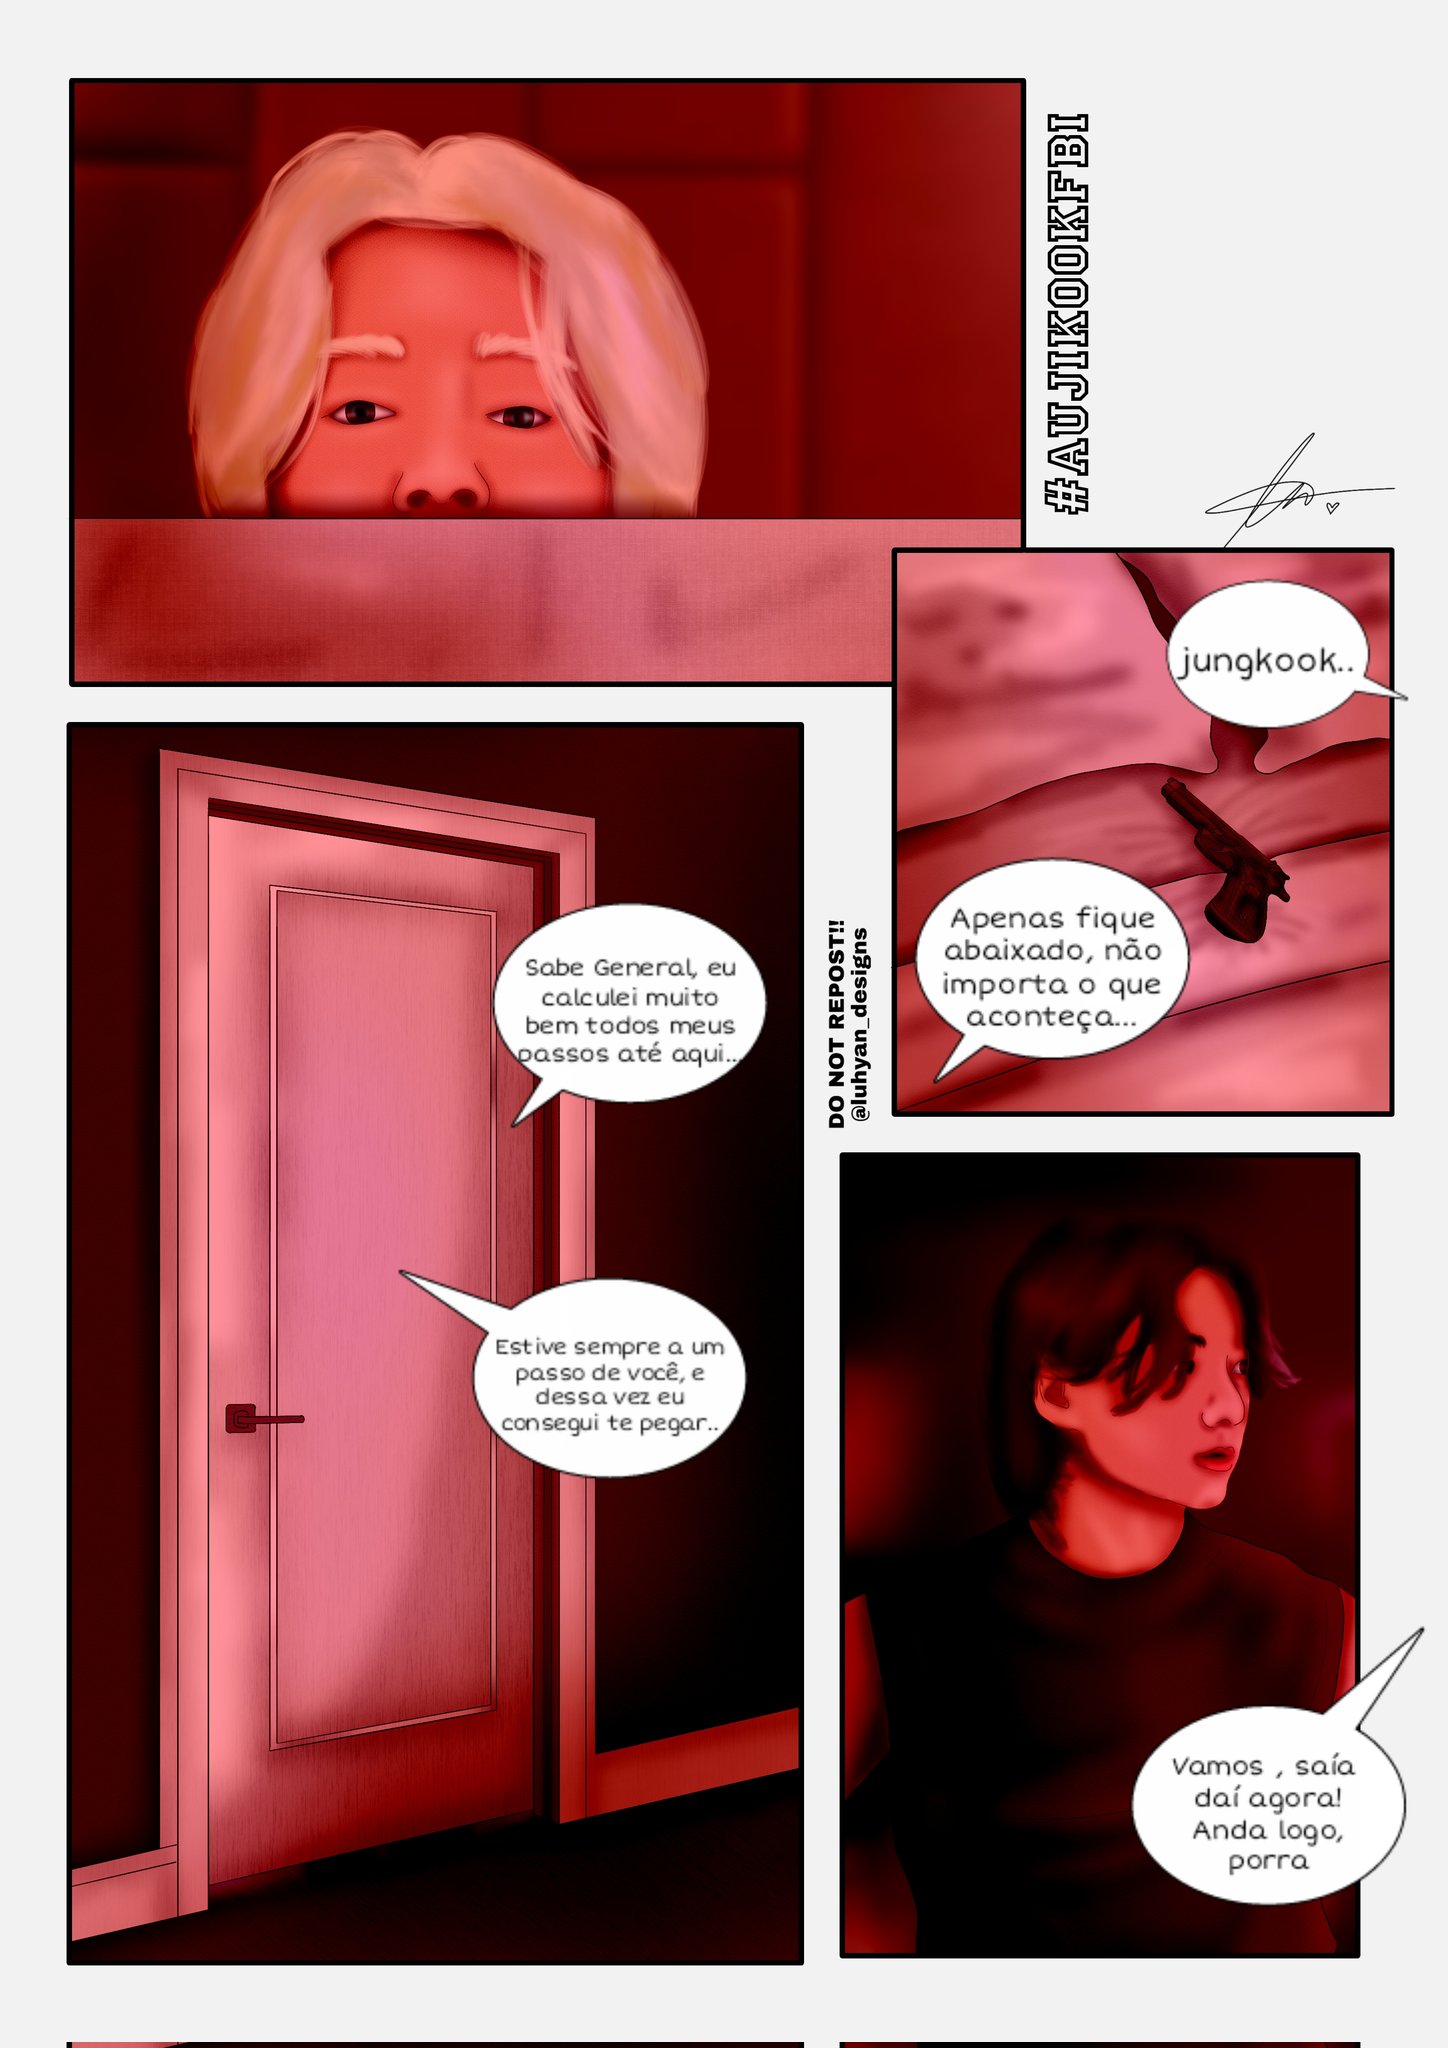 #AUJIKOOKFBI
jungkook..
Apenas fique
abaixado, não
importa o que
aconteça...
Sabe General, eu
calculei muito
bem todos meus
passos até aqui...
Estive sempre a um
passo de você, e
dessa vez eu
consegui te pegar..
DO NOT REPOST!!
@luhyan_designs
Vamos , saía
daí agora!
Anda logo,
porra